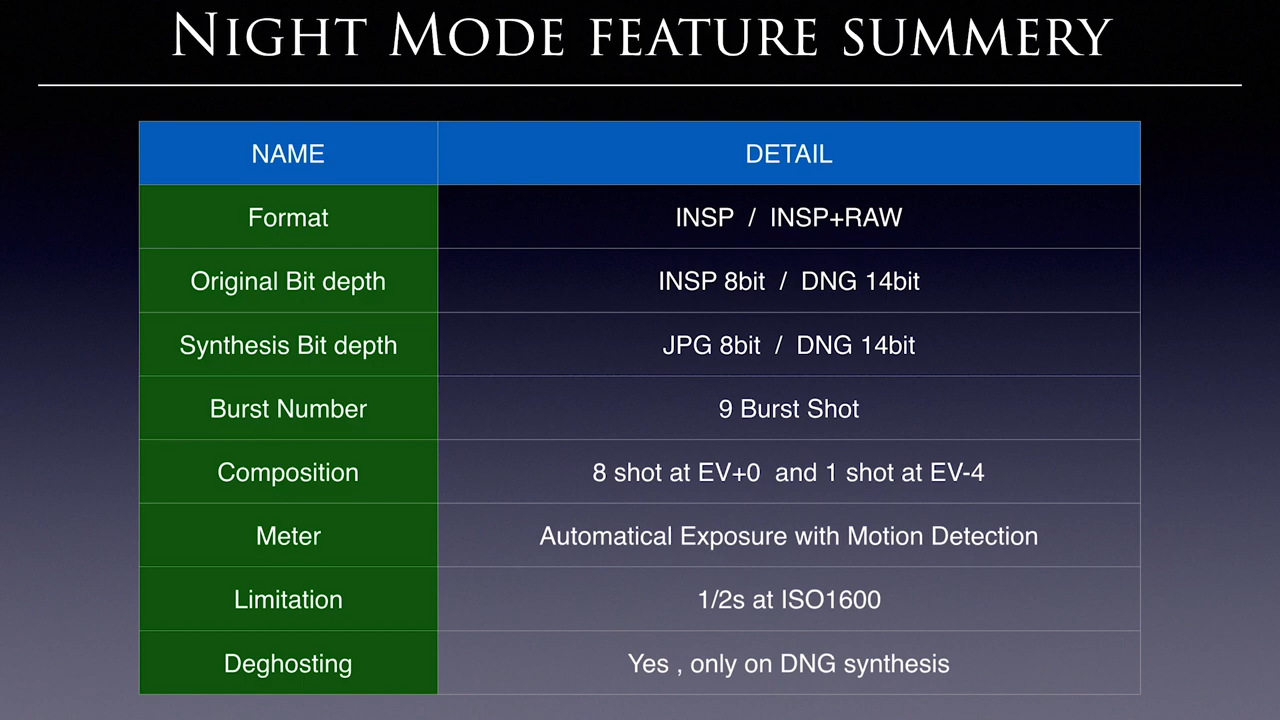 NIGHT MODE FEATURE SUMMERY
NAME DETAIL
Format INSP / INSP+RAW
Original Bit depth INSP 8bit / DNG 14bit
Synthesis Bit depth JPG 8bit / DNG 14bit
Burst Number 9 Burst Shot
Composition 8 shot at EV+0 and 1 shot at EV-4
Meter Automatical Exposure with Motion Detection
Limitation 1/2s at ISO1600
Deghosting Yes , only on DNG synthesis